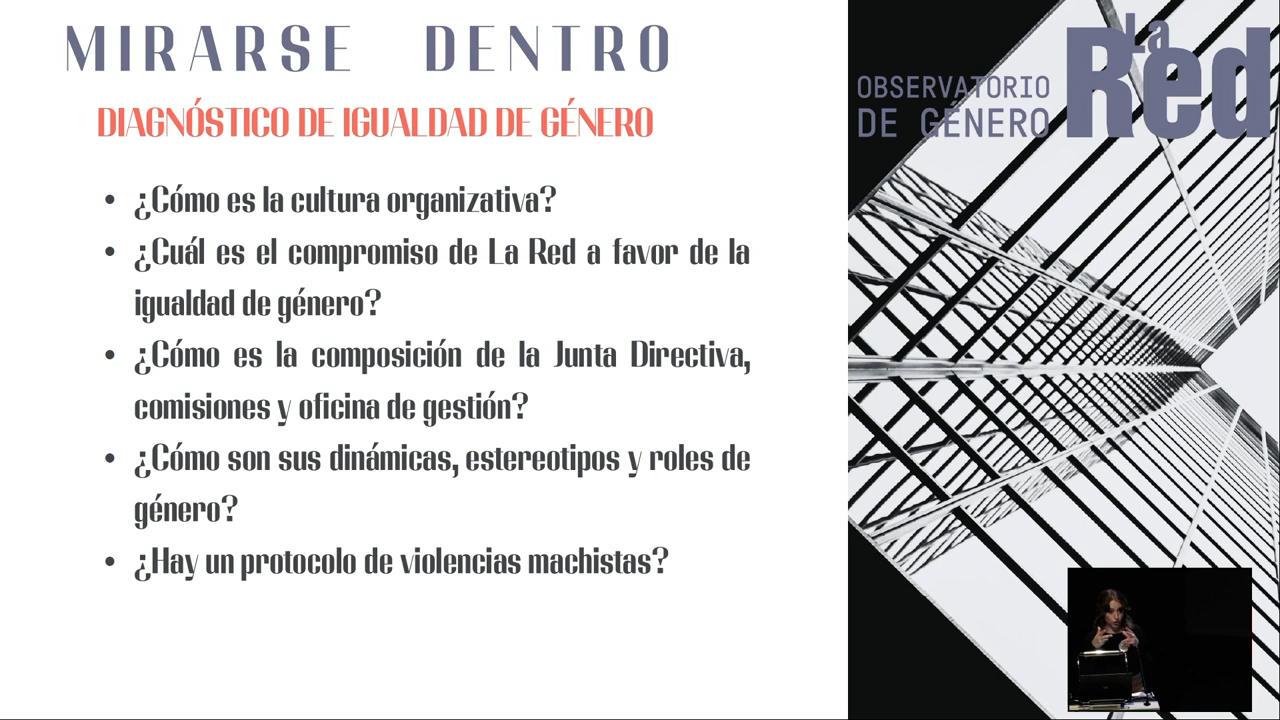 MIRARSE DENTRO
DIAGNÓSTICO DE IGUALDAD DE GÉNERO
• ¿Cómo es la cultura organizativa?
• ¿Cuál es el compromiso de La Red a favor de la
igualdad de género?
• ¿Cómo es la composición de la Junta Directiva,
comisiones y oficina de gestión?
• ¿Cómo son sus dinámicas, estereotipos y roles de
género?
• ¿Hay un protocolo de violencias machistas?
La
Red
OBSERVATORIO
DE GÉNERO